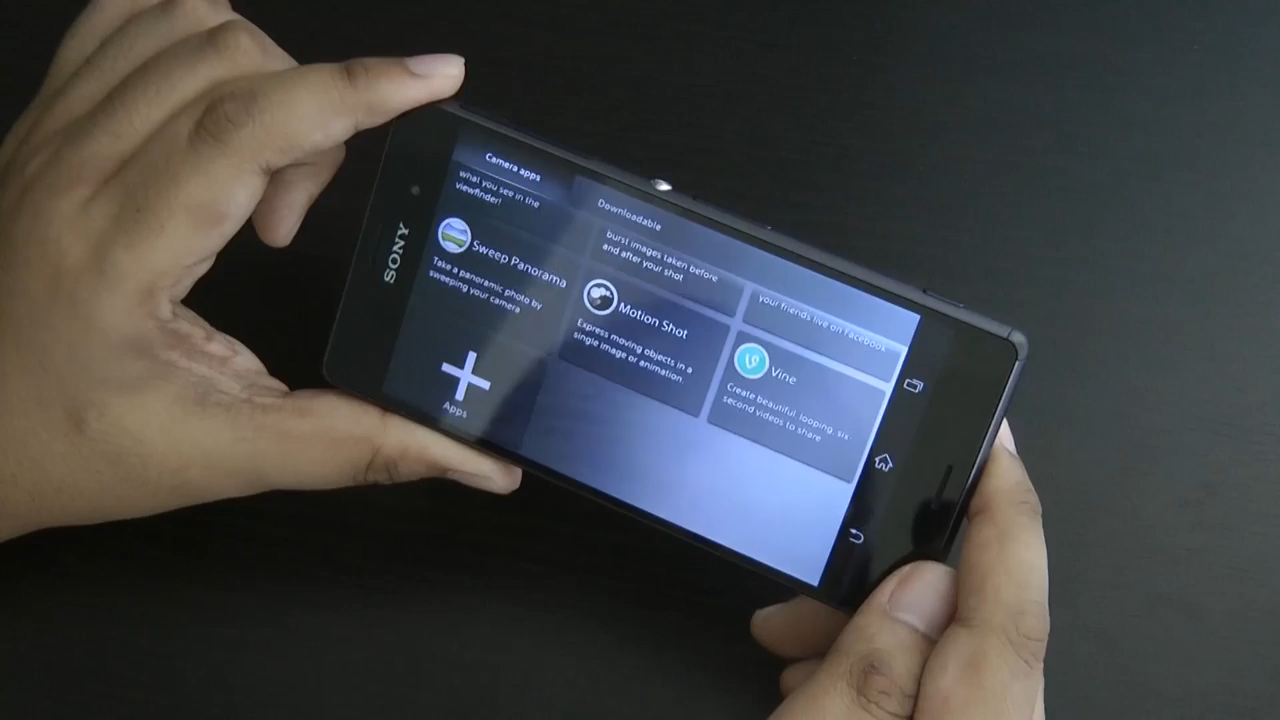 SONY
Camera apps
what you see in the
viewfinder!
Sweep Panorama
Take a panoramic photo by
sweeping your camera
Apps
Downloadable
burst images taken before
and after your shot
Motion Shot
Express moving objects in a
single image or animation.
your friends live on Facebook
Vine
Create beautiful, looping, six-
second videos to share